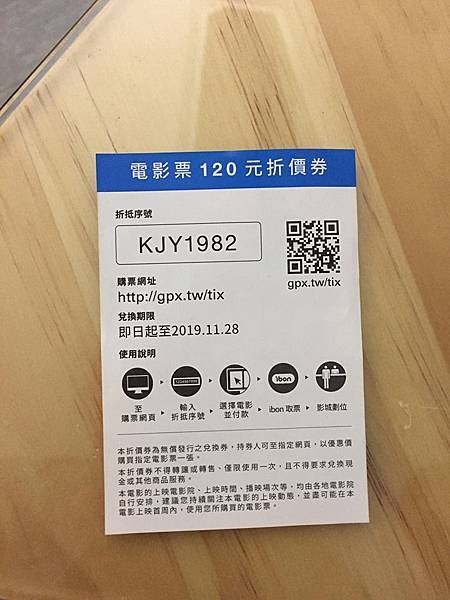 電影票 120 元折價券
折抵序號
KJY1982
gpx.tw/tix
購票網址
http://gpx.tw/tix
兌換期限
即日起至2019.11.28
使用說明
1234567890
ibon
至
購票網頁
輸入
折抵序號
選擇電影
並付款
ibon 取票
影城劃位
本折價券為無償發行之兌換券，持券人可至指定網頁，以優惠價
購買指定電影票一張。
本折價券不得轉讓或轉售、僅限使用一次，且不得要求兌換現
金或其他商品服務。
本電影的上映電影院、上映時間、播映場次等，均由各地電影院
自行安排，建議您持續關注本電影的上映動態，並盡可能在本
電影上映首周內，使用您所購買的電影票。